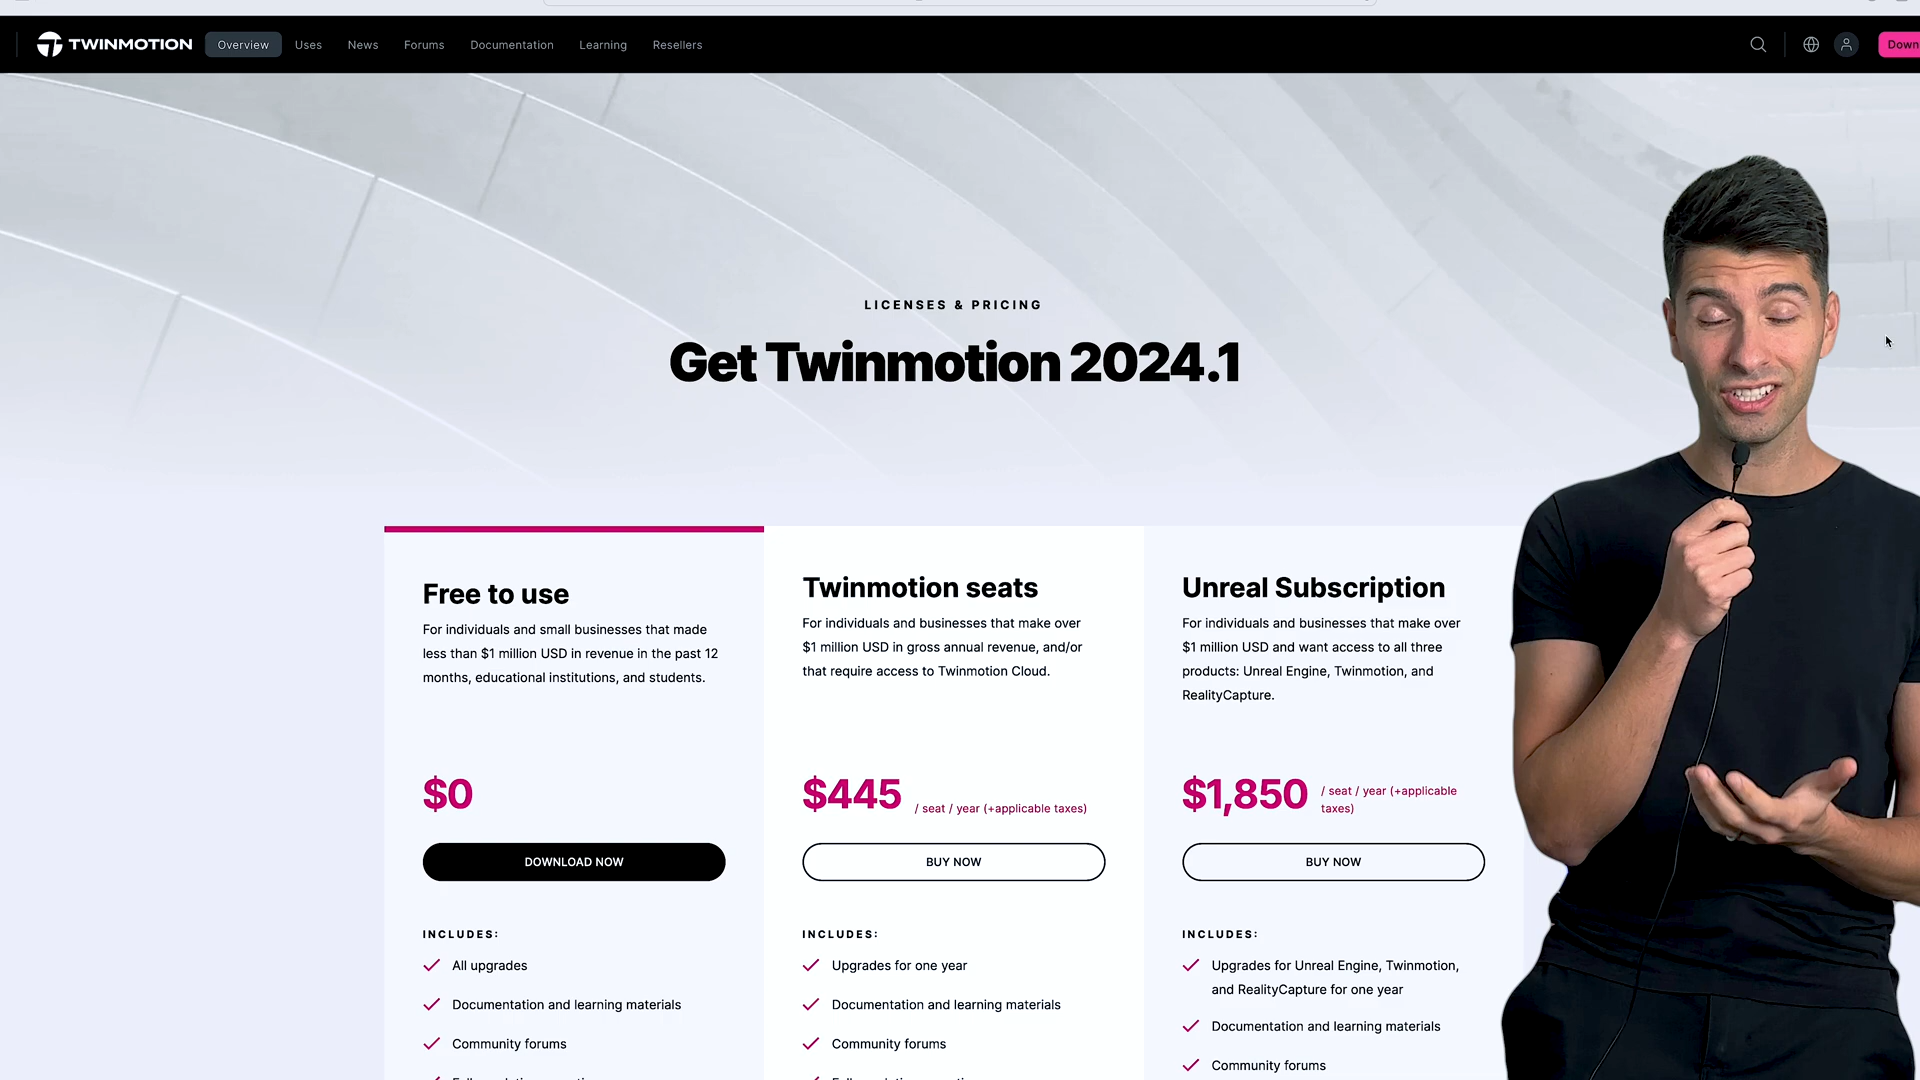 TWINMOTION
Overview
Uses
News
Forums
Documentation
Learning
Resellers
Down
LICENSES & PRICING
Get Twinmotion 2024.1
Free to use
For individuals and small businesses that made
less than $1 million USD in revenue in the past 12
months, educational institutions, and students.
$0
DOWNLOAD NOW
INCLUDES:
All upgrades
Documentation and learning materials
Community forums
Twinmotion seats
For individuals and businesses that make over
$1 million USD in gross annual revenue, and/or
that require access to Twinmotion Cloud.
$445 / seat / year (+applicable taxes)
BUY NOW
INCLUDES:
Upgrades for one year
Documentation and learning materials
Community forums
Unreal Subscription
For individuals and businesses that make over
$1 million USD and want access to all three
products: Unreal Engine, Twinmotion, and
RealityCapture.
$1,850 / seat / year (+applicable
taxes)
BUY NOW
INCLUDES:
Upgrades for Unreal Engine, Twinmotion,
and RealityCapture for one year
Documentation and learning materials
Community forums